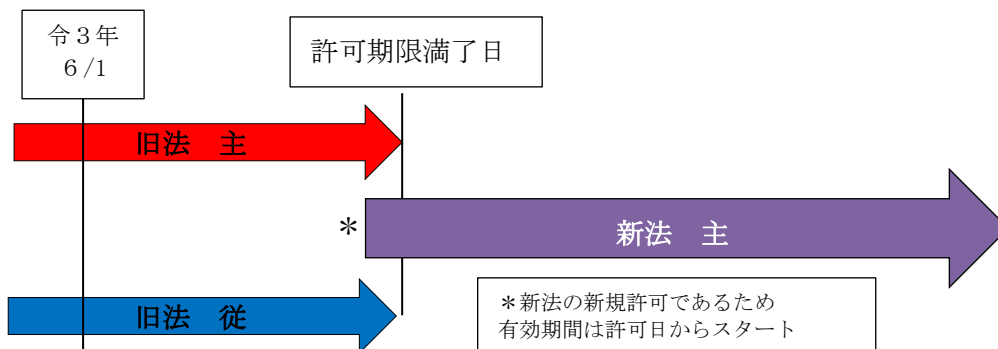 令３年
６/1
許可期限満了日
旧法　主
＊
新法　主
旧法　従
＊新法の新規許可であるため
有効期間は許可日からスタート